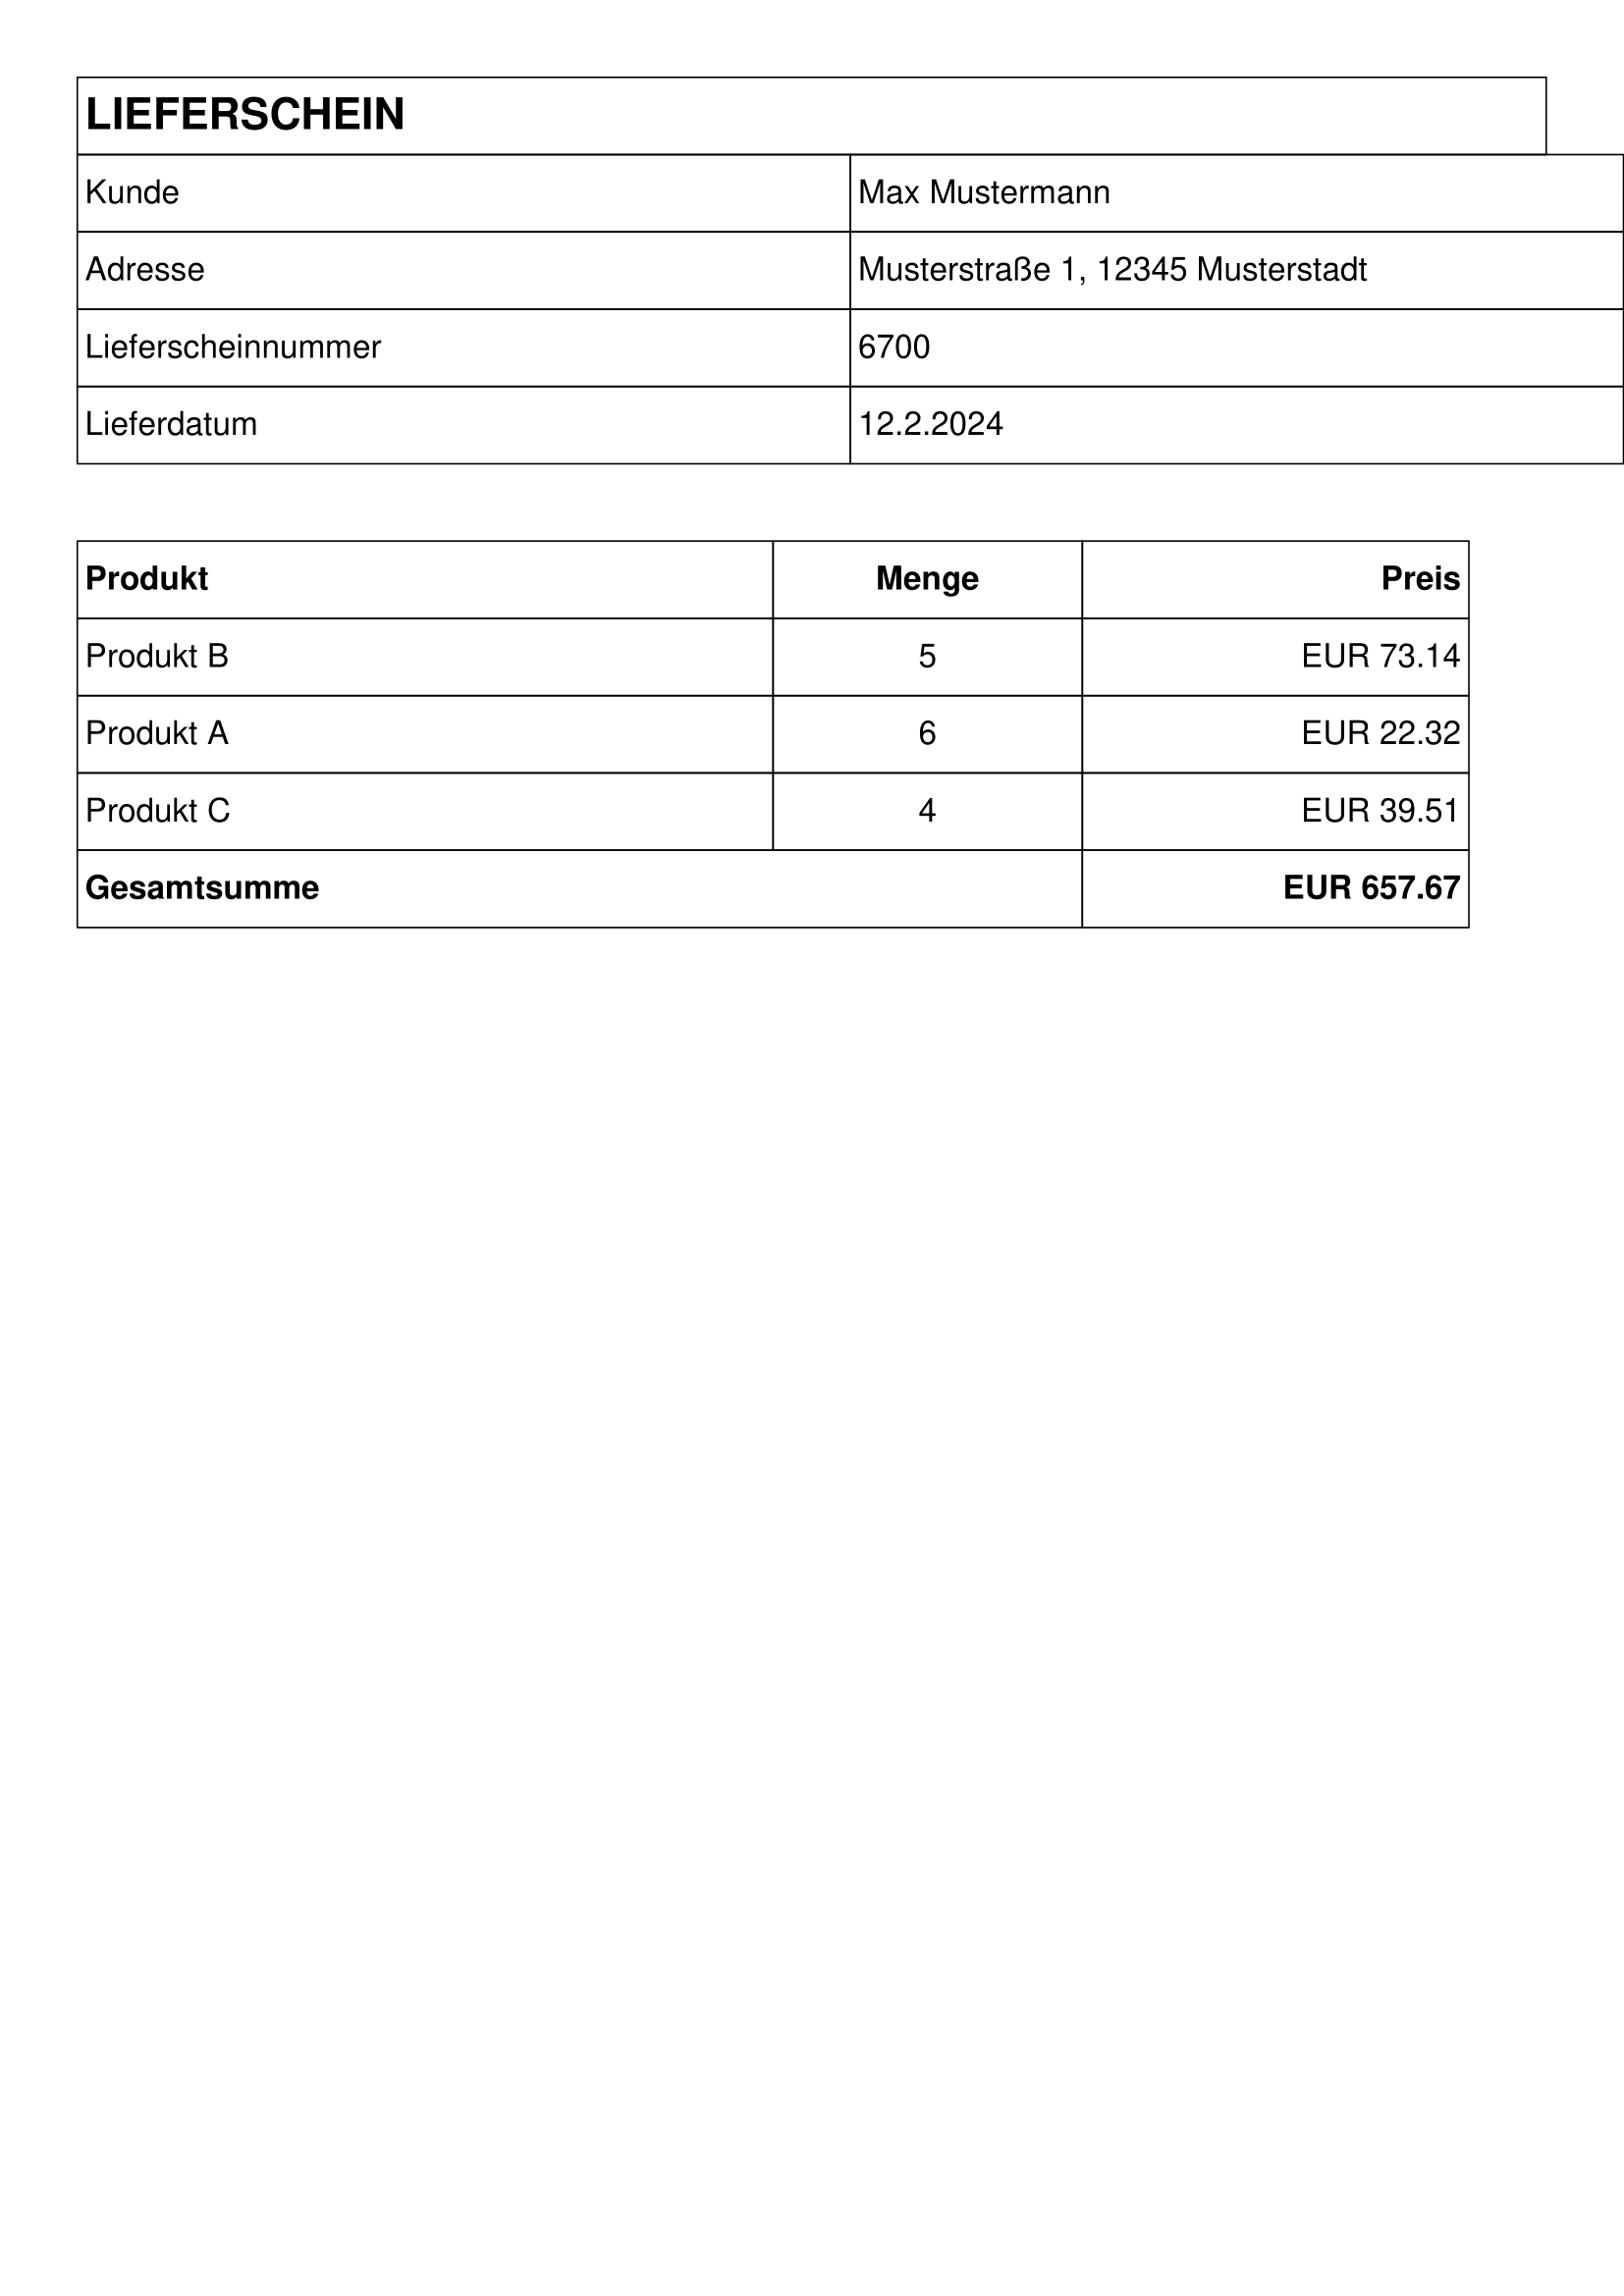 LIEFERSCHEIN
Kunde Max Mustermann
Adresse Musterstraße 1, 12345 Musterstadt
Lieferscheinnummer 6700
Lieferdatum 12.2.2024
Produkt Menge Preis
Produkt B 5 EUR 73.14
Produkt A 6 EUR 22.32
Produkt C 4 EUR 39.51
Gesamtsumme EUR 657.67